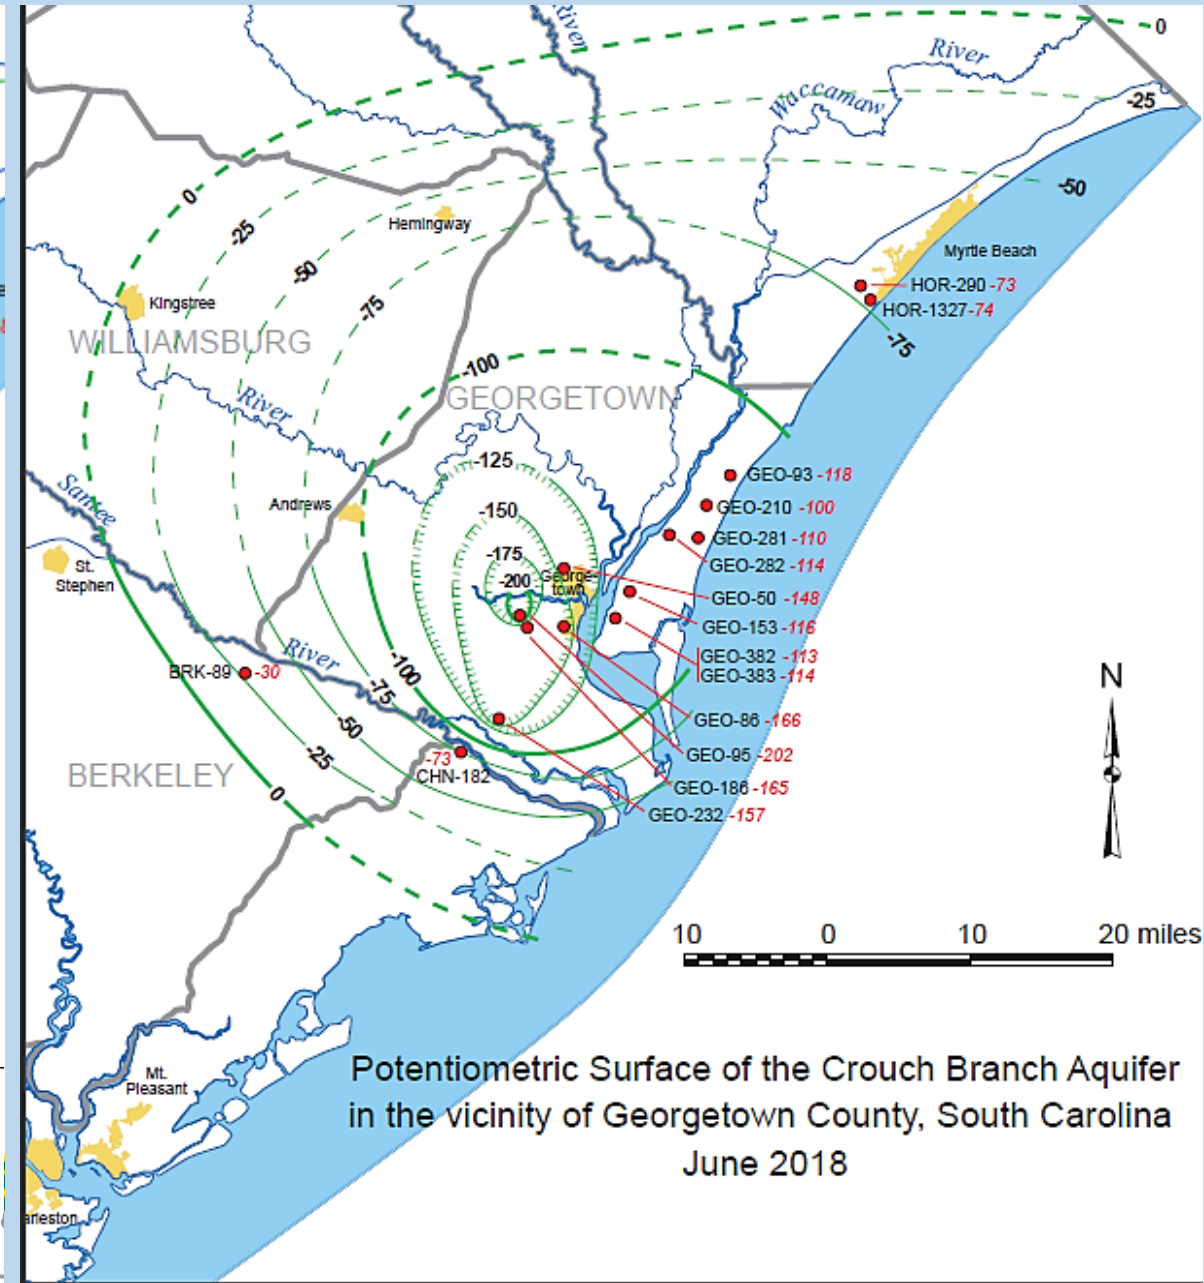 River
River
0
Waccamaw
-25
-50
0
-25
Hemingway
-50
Myrtle Beach
HOR-290 -73
HOR-1327 -74
-75
-75
Kingstree
WILLIAMSBURG
-100
GEORGETOWN
River
-125
GEO-93 -118
Santee
Andrews
-150
GEO-210 -100
GEO-281 -110
St.
Stephen
-175
GEO-282 -114
-200
George-
town
GEO-50 -148
GEO-153 -116
River
GEO-382 -113
GEO-383 -114
BRK-89 -30
-100
-75
N
-50
GEO-86 -166
-25
GEO-95 -202
BERKELEY
-73
CHN-182
GEO-186 -165
0
GEO-232 -157
10 0 10 20 miles
Potentiometric Surface of the Crouch Branch Aquifer
in the vicinity of Georgetown County, South Carolina
June 2018
Mt.
Pleasant
arleston